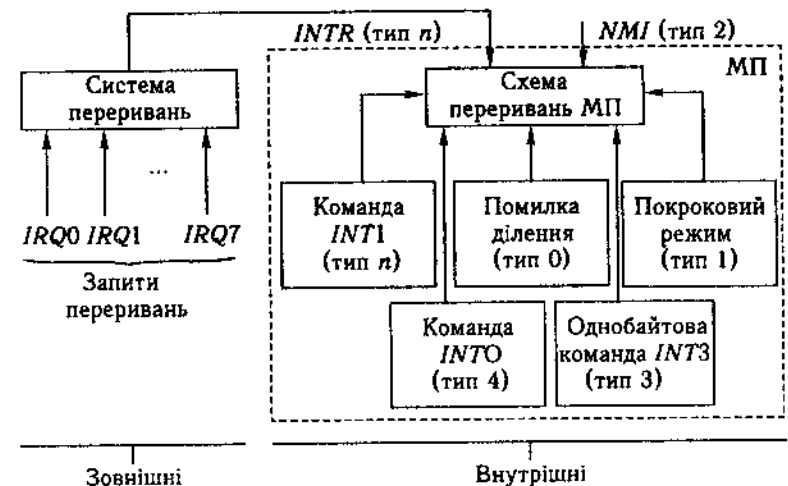 INTR (тип n)
NMI (тип 2)
МП
Система
переривань
Схема
переривань МП
...
IRQ0 IRQ1 IRQ7
Запити
переривань
Команда
INT1
(тип n)
Помилка
ділення
(тип 0)
Покроковий
режим
(тип 1)
Команда
INTO
(тип 4)
Однобайтова
команда INT3
(тип 3)
Зовнішні
Внутрішні